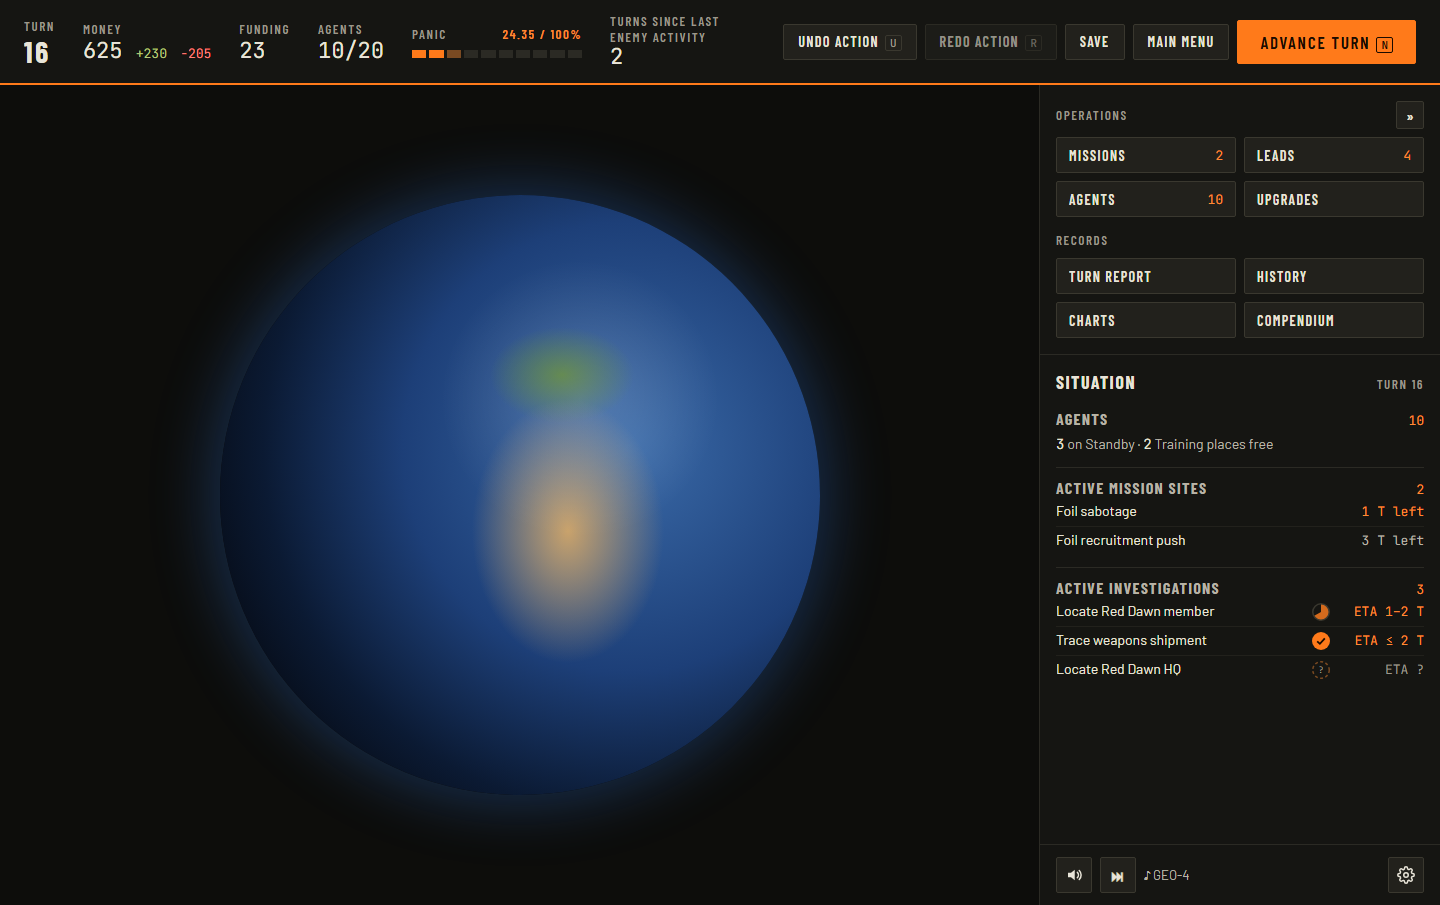 TURN
16
MONEY
625 +230 -205
FUNDING
23
AGENTS
10/20
PANIC 24.35 / 100%
TURNS SINCE LAST
ENEMY ACTIVITY
2
UNDO ACTION U
REDO ACTION R
SAVE
MAIN MENU
ADVANCE TURN N
OPERATIONS »
MISSIONS 2
LEADS 4
AGENTS 10
UPGRADES
RECORDS
TURN REPORT
HISTORY
CHARTS
COMPENDIUM
SITUATION TURN 16
AGENTS 10
3 on Standby · 2 Training places free
ACTIVE MISSION SITES 2
Foil sabotage 1 T left
Foil recruitment push 3 T left
ACTIVE INVESTIGATIONS 3
Locate Red Dawn member ETA 1–2 T
Trace weapons shipment ETA ≤ 2 T
Locate Red Dawn HQ ? ETA ?
♪ GEO-4